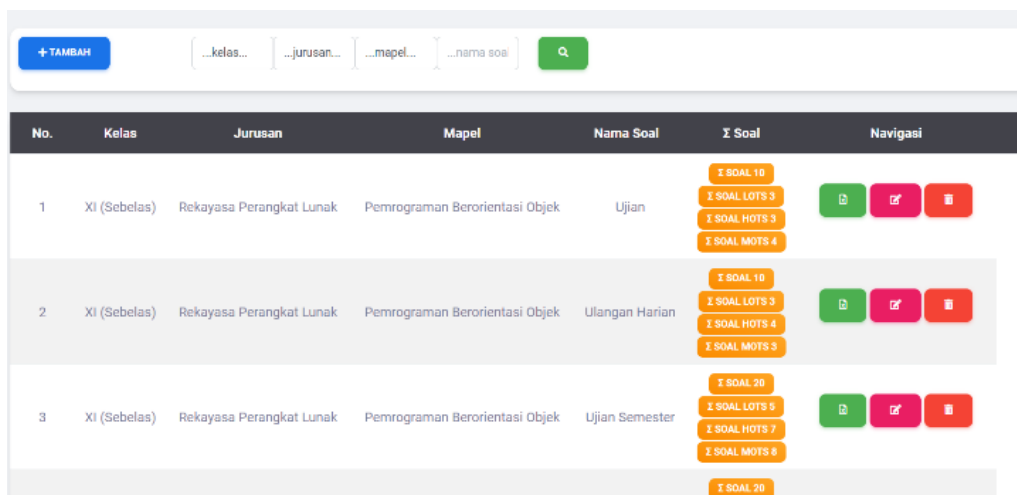 + TAMBAH ...kelas... ...jurusan... ...mapel... ...nama soa
No. Kelas Jurusan Mapel Nama Soal Σ Soal Navigasi
Σ SOAL 10
Σ SOAL LOTS 3
1 XI (Sebelas) Rekayasa Perangkat Lunak Pemrograman Berorientasi Objek Ujian
Σ SOAL HOTS 3
Σ SOAL MOTS 4
Σ SOAL 10
Σ SOAL LOTS 3
2 XI (Sebelas) Rekayasa Perangkat Lunak Pemrograman Berorientasi Objek Ulangan Harian
Σ SOAL HOTS 4
Σ SOAL MOTS 3
Σ SOAL 20
Σ SOAL LOTS 5
3 XI (Sebelas) Rekayasa Perangkat Lunak Pemrograman Berorientasi Objek Ujian Semester
Σ SOAL HOTS 7
Σ SOAL MOTS 8
Σ SOAL 20